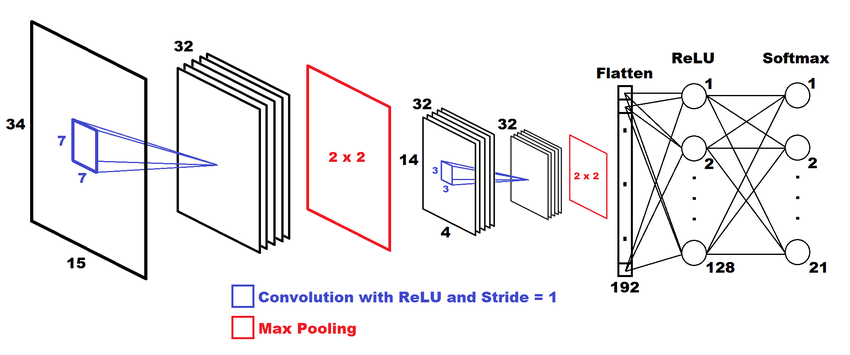 34
15
7
7
32
2 x 2
32
14
4
3
3
32
2 x 2
Flatten
192
ReLU
1
2
128
Softmax
1
2
21
Convolution with ReLU and Stride = 1
Max Pooling